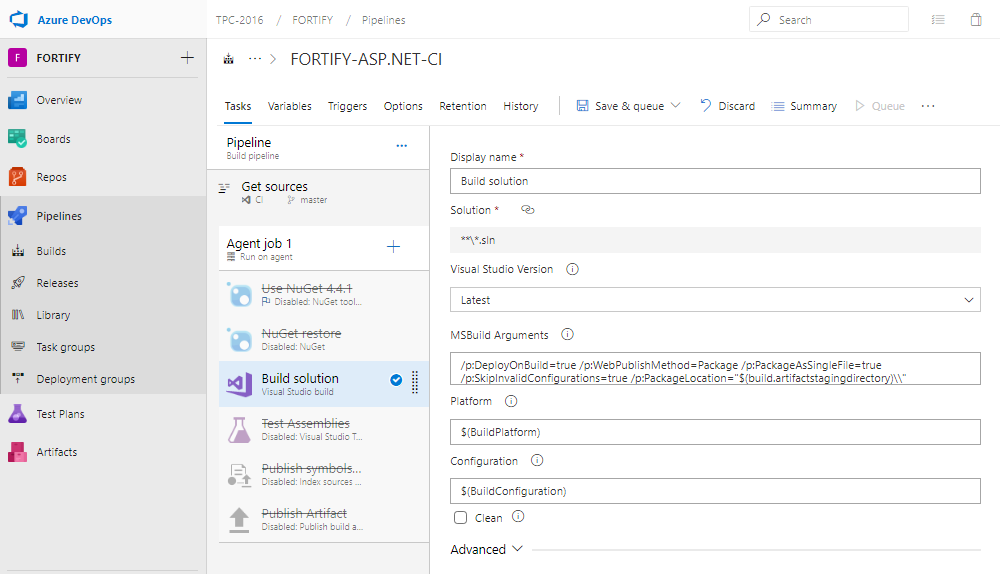 Azure DevOps
TPC-2016 / FORTIFY / Pipelines
Search
F FORTIFY
··· > FORTIFY-ASP.NET-CI
Overview
Boards
Repos
Pipelines
Builds
Releases
Library
Task groups
Deployment groups
Test Plans
Artifacts
Tasks Variables Triggers Options Retention History Save & queue Discard Summary Queue ···
Pipeline ···
Build pipeline
Get sources
CI master
Agent job 1
Run on agent
Use NuGet 4.4.1
Disabled: NuGet tool...
NuGet restore
Disabled: NuGet
Build solution
Visual Studio build
Test Assemblies
Disabled: Visual Studio T...
Publish symbols...
Disabled: Index sources ...
Publish Artifact
Disabled: Publish build a...
Display name *
Build solution
Solution *
**\*.sln
Visual Studio Version
Latest
MSBuild Arguments
/p:DeployOnBuild=true /p:WebPublishMethod=Package /p:PackageAsSingleFile=true
/p:SkipInvalidConfigurations=true /p:PackageLocation="$(build.artifactstagingdirectory)\\"
Platform
$(BuildPlatform)
Configuration
$(BuildConfiguration)
Clean
Advanced